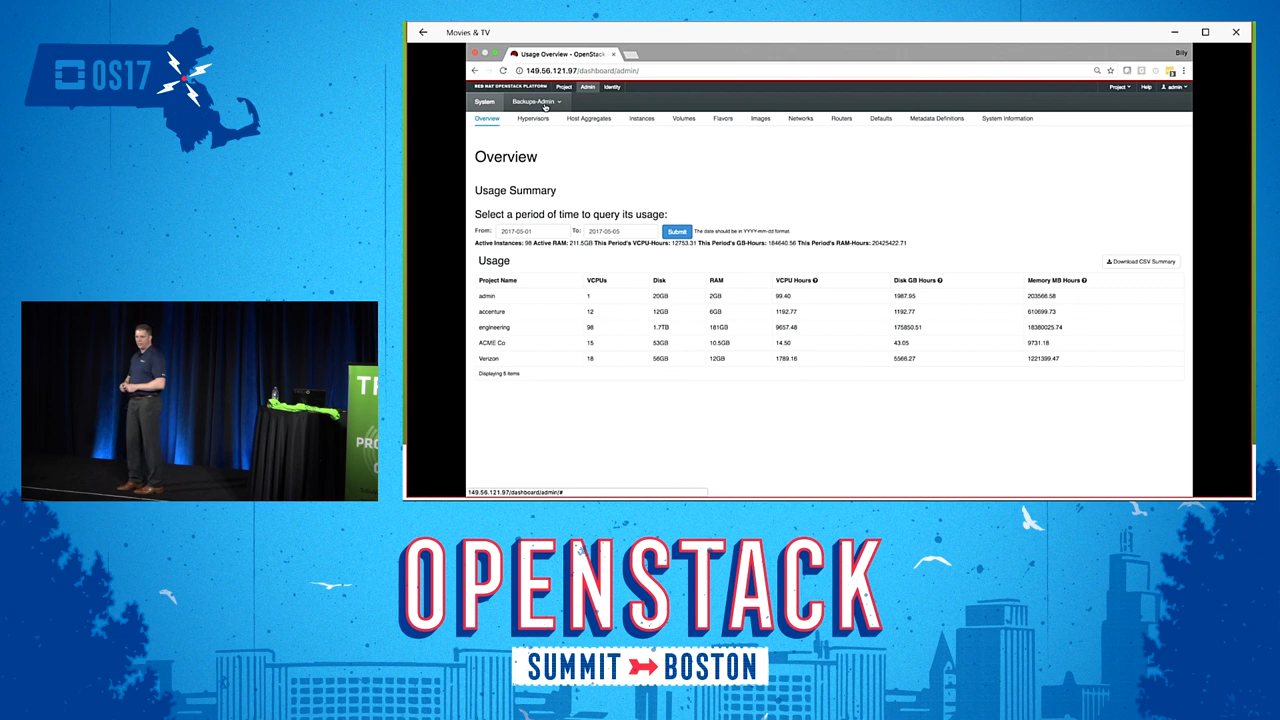 OS17
Movies & TV
Usage Overview - OpenStack
Billy
149.56.121.97/dashboard/admin/
RED HAT OPENSTACK PLATFORM Project Admin Identity Project Help admin
System Backups-Admin
Overview Hypervisors Host Aggregates Instances Volumes Flavors Images Networks Routers Defaults Metadata Definitions System Information
Overview
Usage Summary
Select a period of time to query its usage:
From: 2017-05-01 To: 2017-05-05 Submit The date should be in YYYY-mm-dd format.
Active Instances: 98 Active RAM: 211.5GB This Period's VCPU-Hours: 12753.31 This Period's GB-Hours: 184640.56 This Period's RAM-Hours: 20425422.71
Usage
Download CSV Summary
Project Name VCPUs Disk RAM VCPU Hours Disk GB Hours Memory MB Hours
admin 1 20GB 2GB 99.40 1987.95 203566.58
accenture 12 12GB 6GB 1192.77 1192.77 610699.73
engineering 98 1.7TB 181GB 9657.48 175850.51 18380025.74
ACME Co 15 53GB 10.5GB 14.50 43.05 9731.18
Verizon 18 56GB 12GB 1789.16 5566.27 1221399.47
Displaying 5 items
149.56.121.97/dashboard/admin/#
OPENSTACK
SUMMIT BOSTON